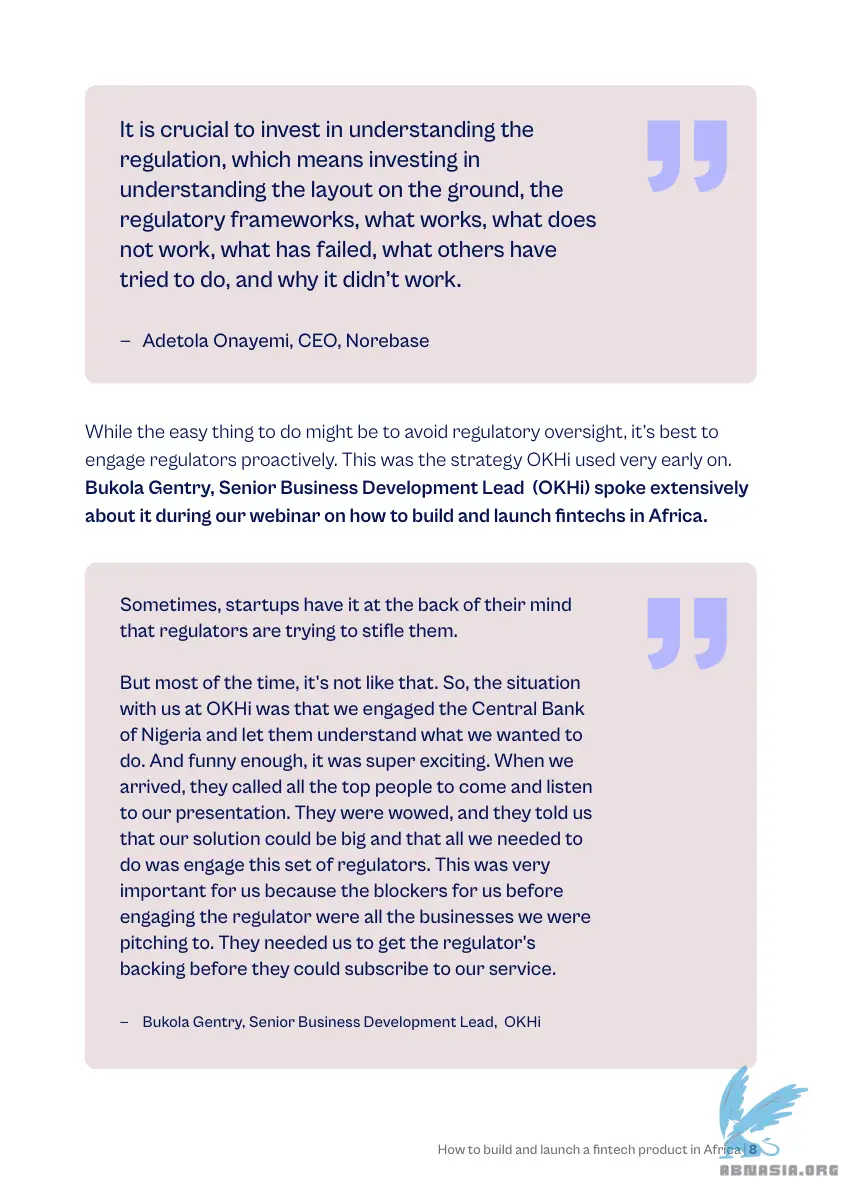 It is crucial to invest in understanding the
regulation, which means investing in
understanding the layout on the ground, the
regulatory frameworks, what works, what does
not work, what has failed, what others have
tried to do, and why it didn’t work.
– Adetola Onayemi, CEO, Norebase
While the easy thing to do might be to avoid regulatory oversight, it’s best to
engage regulators proactively. This was the strategy OKHi used very early on.
Bukola Gentry, Senior Business Development Lead (OKHi) spoke extensively
about it during our webinar on how to build and launch fintechs in Africa.
Sometimes, startups have it at the back of their mind
that regulators are trying to stifle them.
But most of the time, it's not like that. So, the situation
with us at OKHi was that we engaged the Central Bank
of Nigeria and let them understand what we wanted to
do. And funny enough, it was super exciting. When we
arrived, they called all the top people to come and listen
to our presentation. They were wowed, and they told us
that our solution could be big and that all we needed to
do was engage this set of regulators. This was very
important for us because the blockers for us before
engaging the regulator were all the businesses we were
pitching to. They needed us to get the regulator's
backing before they could subscribe to our service.
– Bukola Gentry, Senior Business Development Lead, OKHi
How to build and launch a fintech product in Africa | 8
ABNASIA.ORG